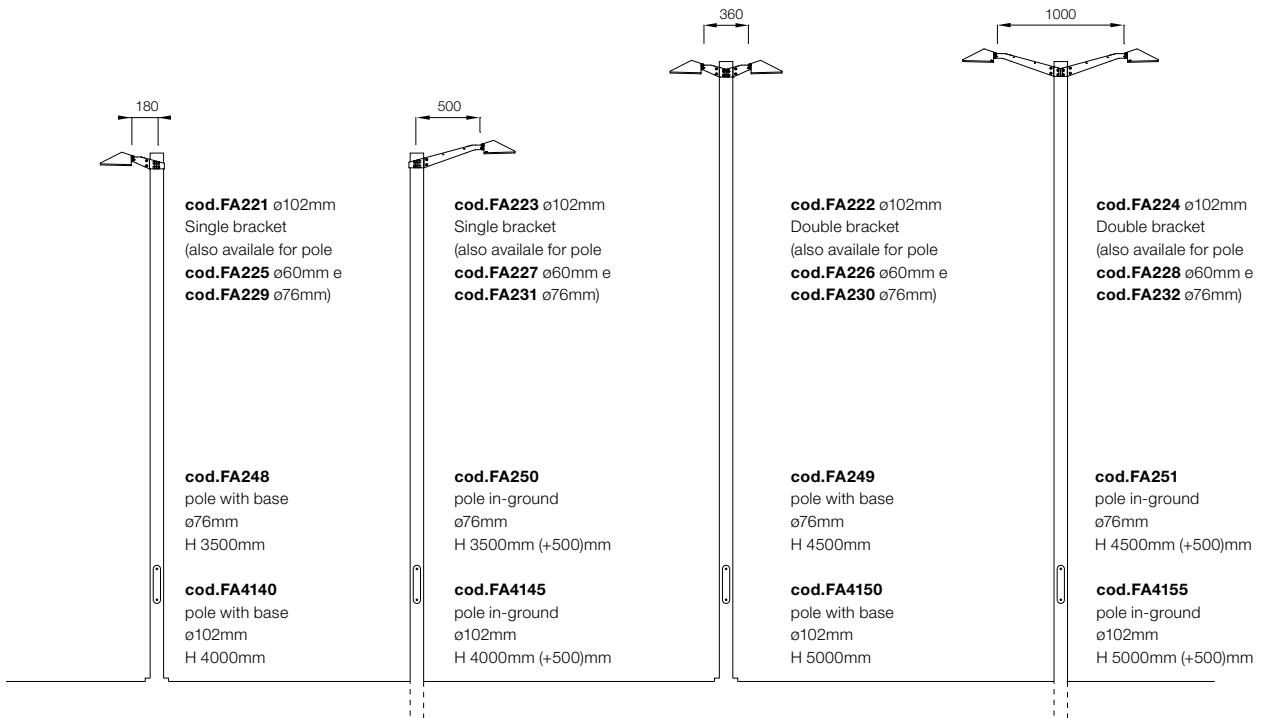 180
500
360
1000
cod.FA221 ø102mm
Single bracket
(also availale for pole
cod.FA225 ø60mm e
cod.FA229 ø76mm)
cod.FA223 ø102mm
Single bracket
(also availale for pole
cod.FA227 ø60mm e
cod.FA231 ø76mm)
cod.FA222 ø102mm
Double bracket
(also availale for pole
cod.FA226 ø60mm e
cod.FA230 ø76mm)
cod.FA224 ø102mm
Double bracket
(also availale for pole
cod.FA228 ø60mm e
cod.FA232 ø76mm)
cod.FA248
pole with base
ø76mm
H 3500mm
cod.FA250
pole in-ground
ø76mm
H 3500mm (+500)mm
cod.FA249
pole with base
ø76mm
H 4500mm
cod.FA251
pole in-ground
ø76mm
H 4500mm (+500)mm
cod.FA4140
pole with base
ø102mm
H 4000mm
cod.FA4145
pole in-ground
ø102mm
H 4000mm (+500)mm
cod.FA4150
pole with base
ø102mm
H 5000mm
cod.FA4155
pole in-ground
ø102mm
H 5000mm (+500)mm